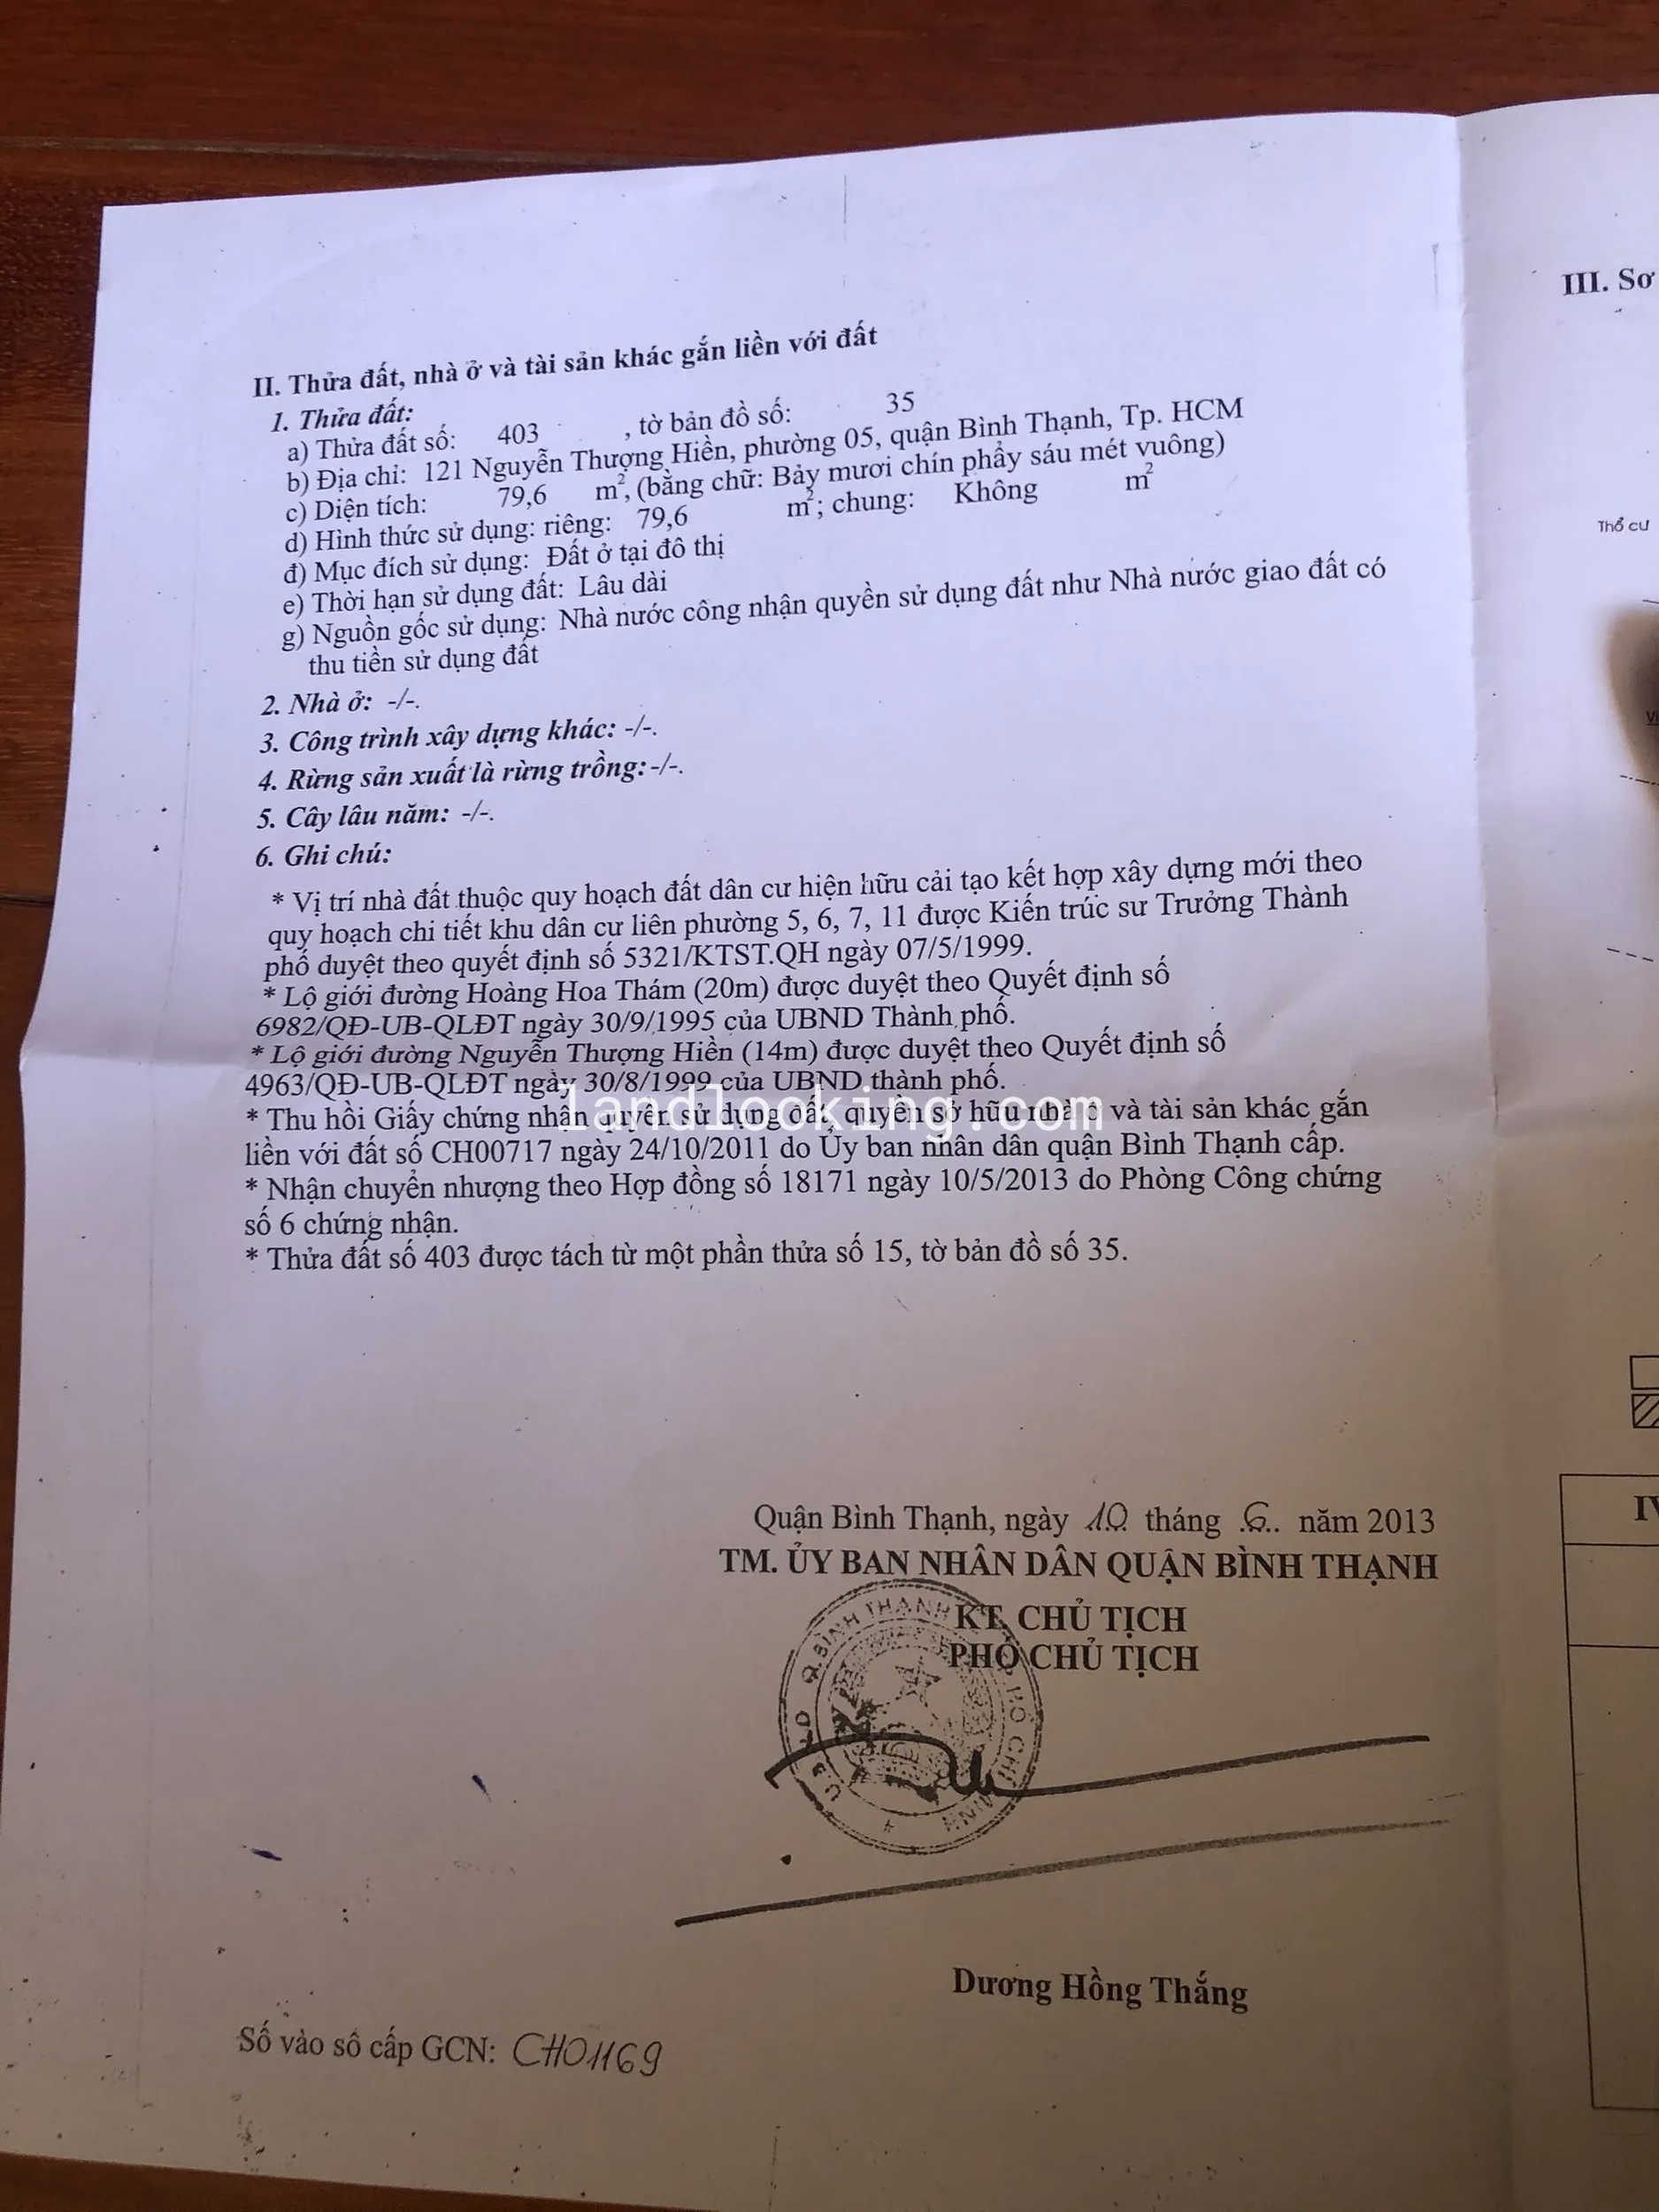 II. Thửa đất, nhà ở và tài sản khác gắn liền với đất
1. Thửa đất:
a) Thửa đất số: 403 , tờ bản đồ số: 35
b) Địa chỉ: 121 Nguyễn Thượng Hiền, phường 05, quận Bình Thạnh, Tp. HCM
c) Diện tích: 79,6 m², (bằng chữ: Bảy mươi chín phẩy sáu mét vuông)
d) Hình thức sử dụng: riêng: 79,6 m²; chung: Không m²
đ) Mục đích sử dụng: Đất ở tại đô thị
e) Thời hạn sử dụng đất: Lâu dài
g) Nguồn gốc sử dụng: Nhà nước công nhận quyền sử dụng đất như Nhà nước giao đất có
thu tiền sử dụng đất
2. Nhà ở: -/-.
3. Công trình xây dựng khác: -/-.
4. Rừng sản xuất là rừng trồng: -/-.
5. Cây lâu năm: -/-.
6. Ghi chú:
* Vị trí nhà đất thuộc quy hoạch đất dân cư hiện hữu cải tạo kết hợp xây dựng mới theo
quy hoạch chi tiết khu dân cư liên phường 5, 6, 7, 11 được Kiến trúc sư Trưởng Thành
phố duyệt theo quyết định số 5321/KTST.QH ngày 07/5/1999.
* Lộ giới đường Hoàng Hoa Thám (20m) được duyệt theo Quyết định số
6982/QĐ-UB-QLĐT ngày 30/9/1995 của UBND Thành phố.
* Lộ giới đường Nguyễn Thượng Hiền (14m) được duyệt theo Quyết định số
4963/QĐ-UB-QLĐT ngày 30/8/1999 của UBND thành phố.
landlooking.com
* Thu hồi Giấy chứng nhận quyền sử dụng đất, quyền sở hữu nhà ở và tài sản khác gắn
liền với đất số CH00717 ngày 24/10/2011 do Ủy ban nhân dân quận Bình Thạnh cấp.
* Nhận chuyển nhượng theo Hợp đồng số 18171 ngày 10/5/2013 do Phòng Công chứng
số 6 chứng nhận.
* Thửa đất số 403 được tách từ một phần thửa số 15, tờ bản đồ số 35.
Quận Bình Thạnh, ngày 10 tháng .6.. năm 2013
TM. ỦY BAN NHÂN DÂN QUẬN BÌNH THẠNH
KT. CHỦ TỊCH
PHÓ CHỦ TỊCH
Dương Hồng Thắng
Số vào sổ cấp GCN: CH01169
III. Sơ
Thổ cư